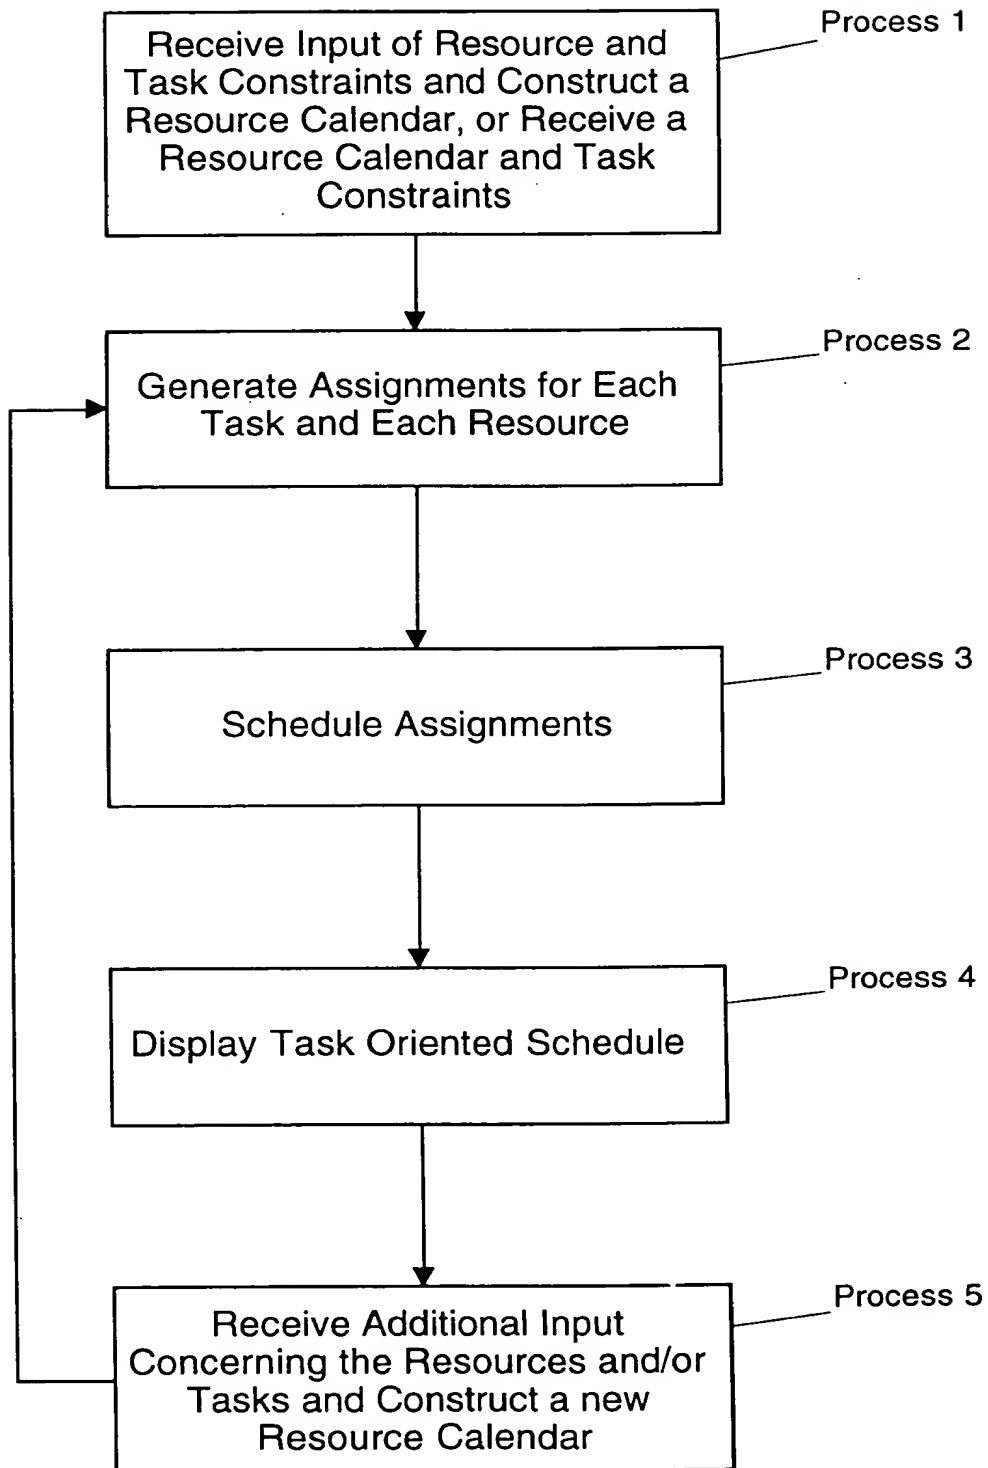 Process 1
Receive Input of Resource and
Task Constraints and Construct a
Resource Calendar, or Receive a
Resource Calendar and Task
Constraints
Process 2
Generate Assignments for Each
Task and Each Resource
Process 3
Schedule Assignments
Process 4
Display Task Oriented Schedule
Process 5
Receive Additional Input
Concerning the Resources and/or
Tasks and Construct a new
Resource Calendar